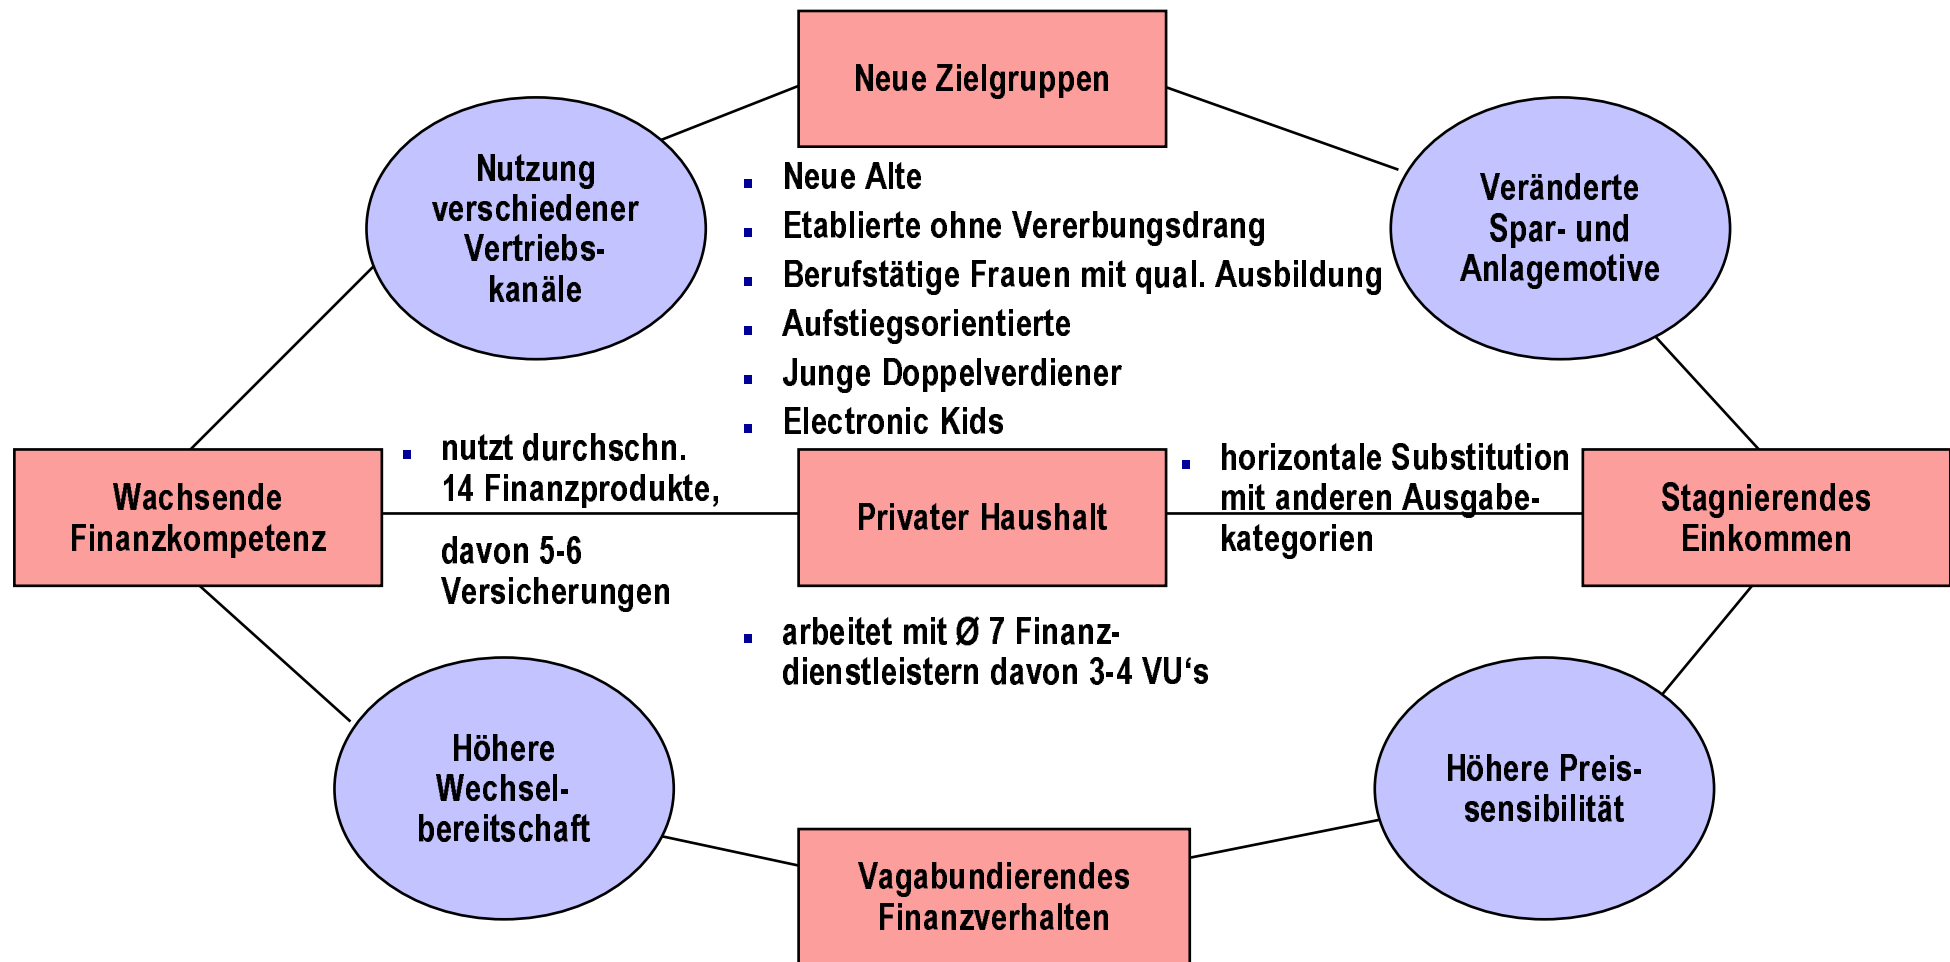 Neue Zielgruppen
Nutzung
verschiedener
Vertriebs-
kanäle
Neue Alte
Etablierte ohne Vererbungsdrang
Berufstätige Frauen mit qual. Ausbildung
Aufstiegsorientierte
Junge Doppelverdiener
Electronic Kids
Veränderte
Spar- und
Anlagemotive
Wachsende
Finanzkompetenz
nutzt durchschn.
14 Finanzprodukte,
davon 5-6
Versicherungen
Privater Haushalt
horizontale Substitution
mit anderen Ausgabe-
kategorien
Stagnierendes
Einkommen
arbeitet mit Ø 7 Finanz-
dienstleistern davon 3-4 VU‘s
Höhere
Wechsel-
bereitschaft
Höhere Preis-
sensibilität
Vagabundierendes
Finanzverhalten